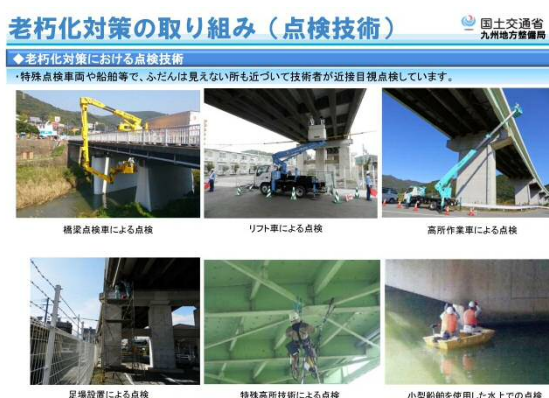 老朽化対策の取り組み（点検技術）
国土交通省
九州地方整備局
◆老朽化対策における点検技術
・特殊点検車両や船舶等で、ふだんは見えない所も近づいて技術者が近接目視点検しています。
橋梁点検車による点検
リフト車による点検
高所作業車による点検
足場設置による点検
特殊高所技術による点検
小型船舶を使用した水上での点検